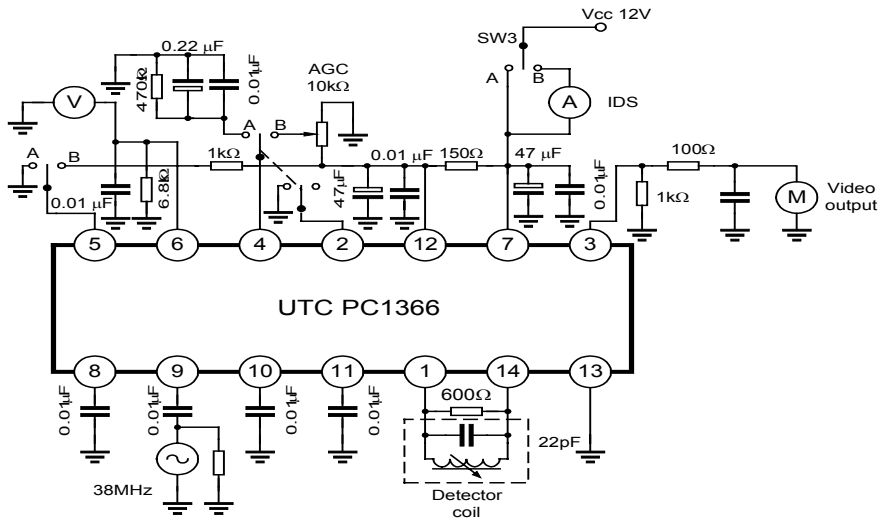 Vcc 12V
SW3
0.22 µF
AGC
10kΩ
470Ω
0.01µF
A
B
A
IDS
V
A
B
A
B
1kΩ
0.01 µF
150Ω
47 µF
100Ω
0.01 µF
6.8kΩ
47µF
0.01µF
1kΩ
M
Video
output
5
6
4
2
12
7
3
UTC PC1366
8
9
10
11
1
14
13
0.01µF
0.01µF
0.01µF
0.01µF
600Ω
22pF
38MHz
Detector
coil